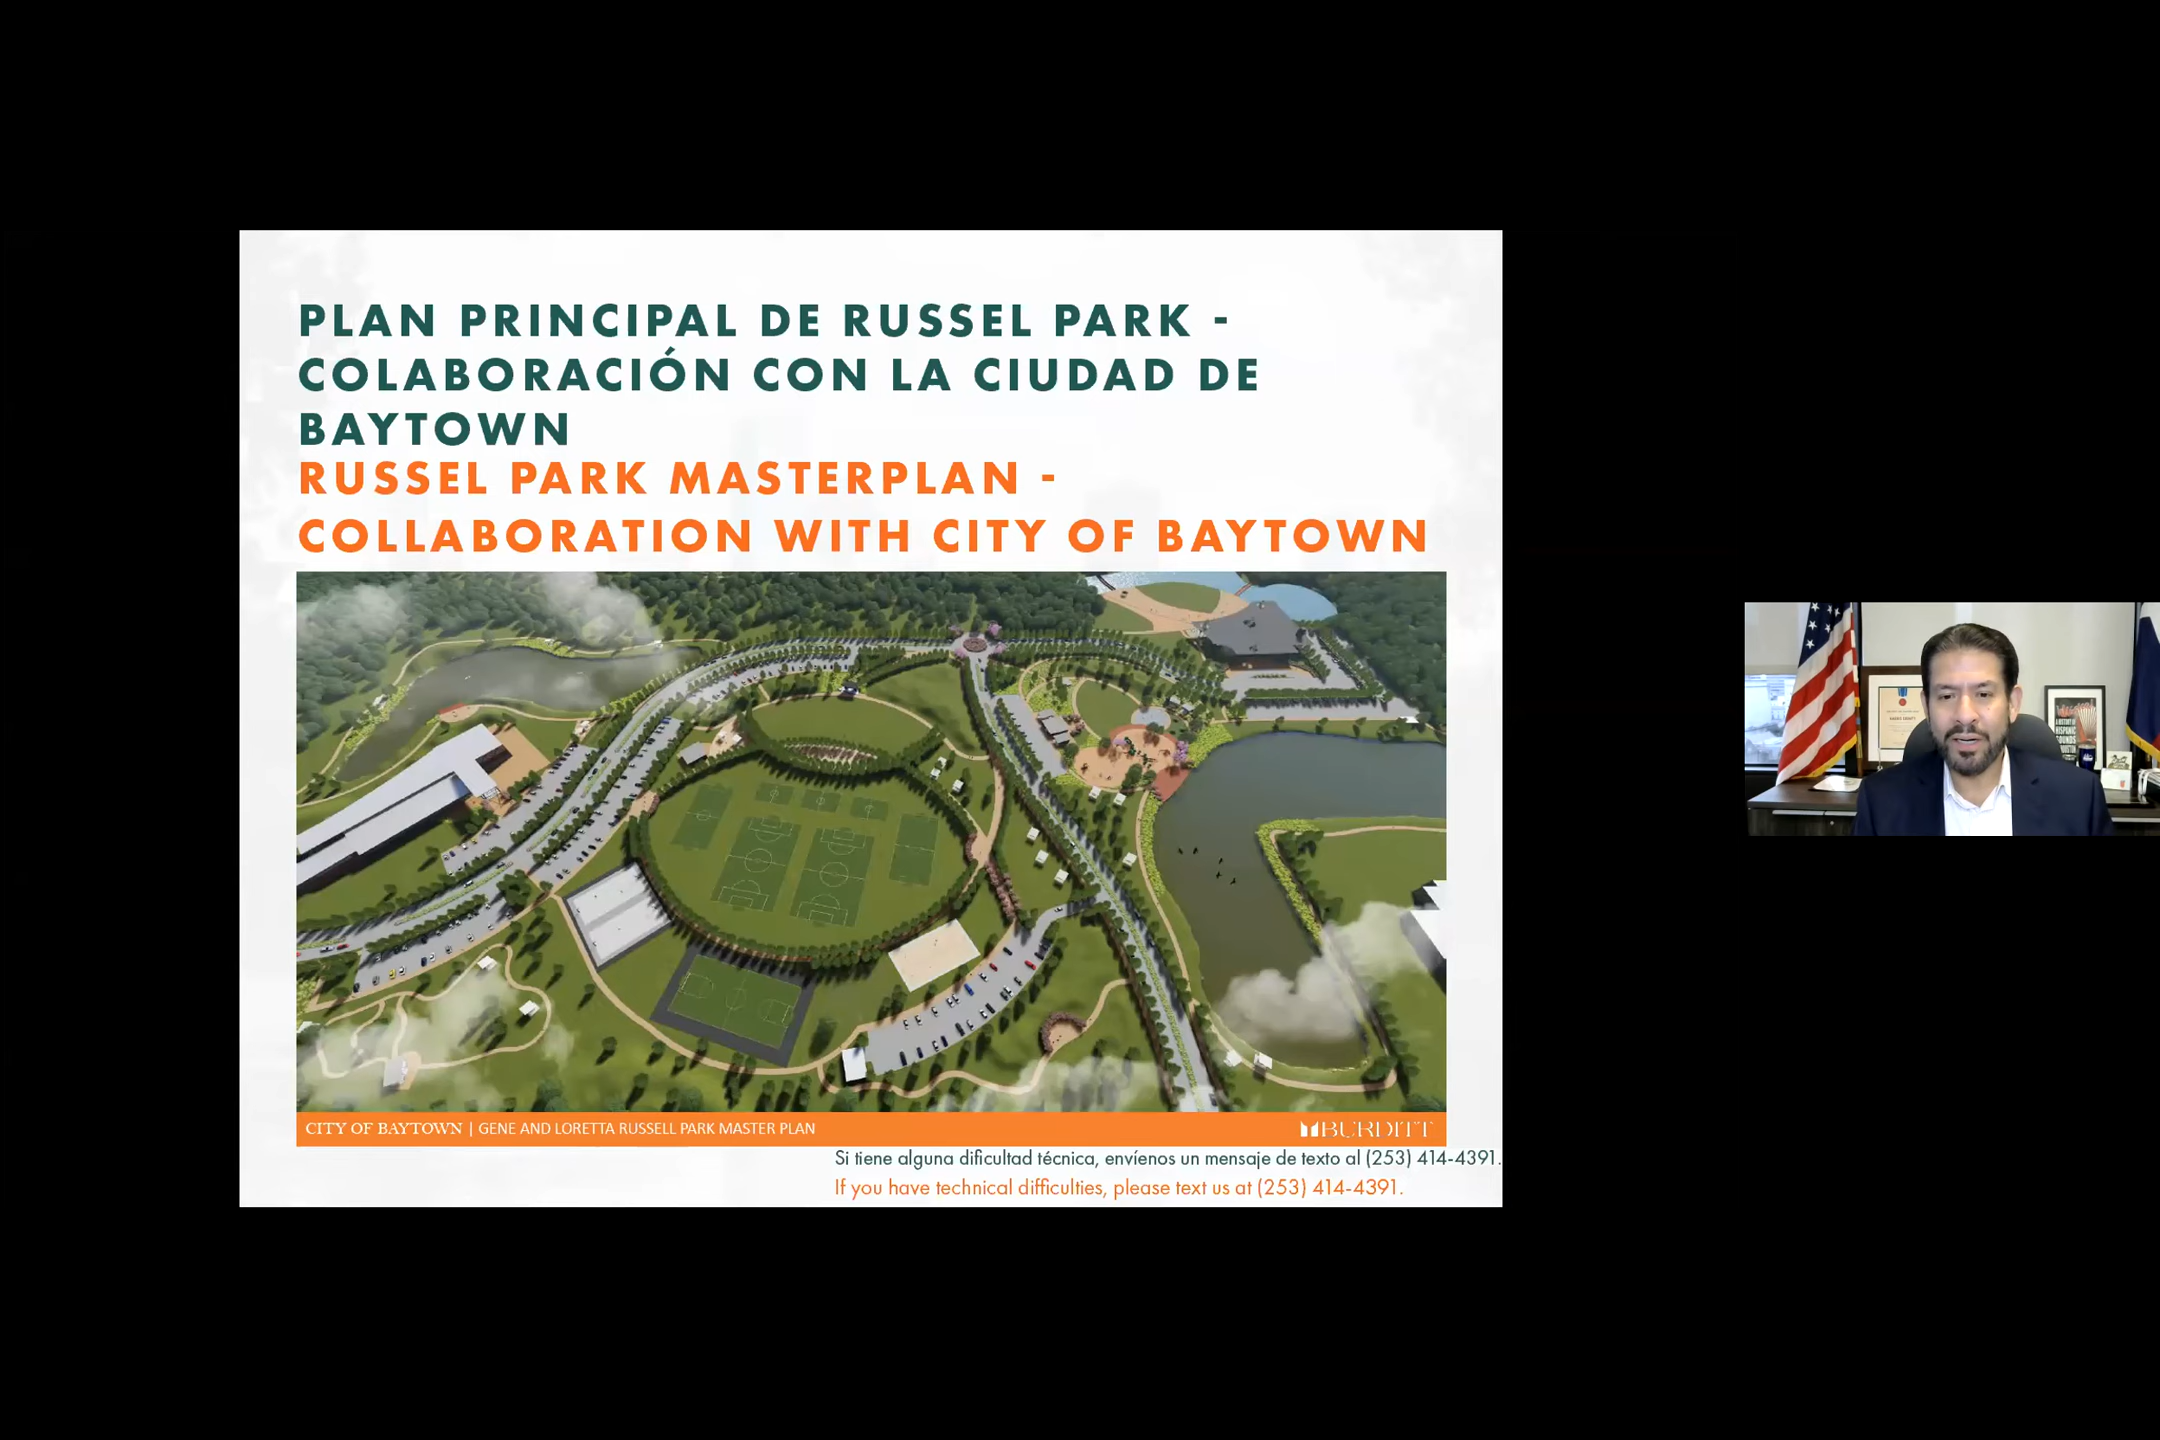 PLAN PRINCIPAL DE RUSSEL PARK -
COLABORACIÓN CON LA CIUDAD DE
BAYTOWN
RUSSEL PARK MASTERPLAN -
COLLABORATION WITH CITY OF BAYTOWN
CITY OF BAYTOWN | GENE AND LORETTA RUSSELL PARK MASTER PLAN
BURDITT
Si tiene alguna dificultad técnica, envíenos un mensaje de texto al (253) 414-4391.
If you have technical difficulties, please text us at (253) 414-4391.